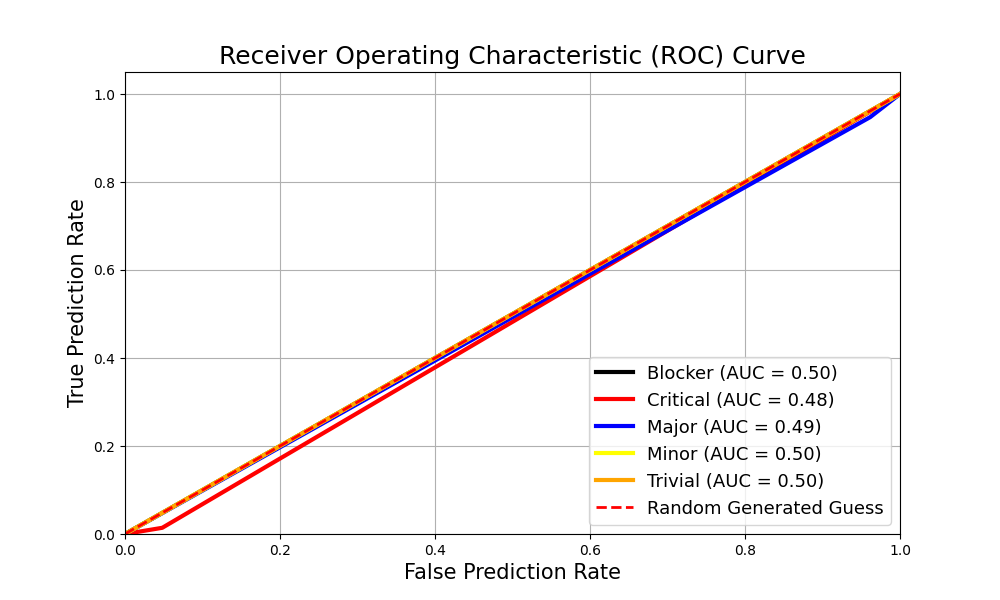 Receiver Operating Characteristic (ROC) Curve
True Prediction Rate
1.0
0.8
0.6
0.4
0.2
0.0
Blocker (AUC = 0.50)
Critical (AUC = 0.48)
Major (AUC = 0.49)
Minor (AUC = 0.50)
Trivial (AUC = 0.50)
Random Generated Guess
0.0 0.2 0.4 0.6 0.8 1.0
False Prediction Rate